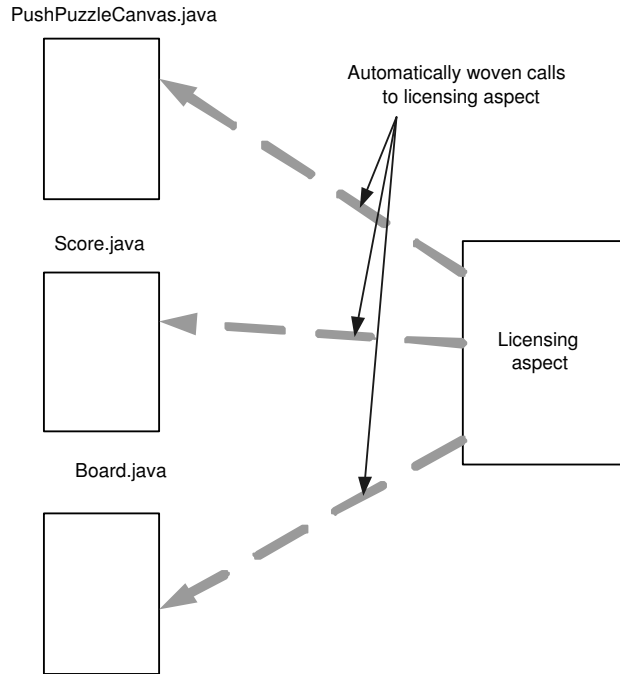 PushPuzzleCanvas.java
Automatically woven calls
to licensing aspect
Score.java
Licensing
aspect
Board.java